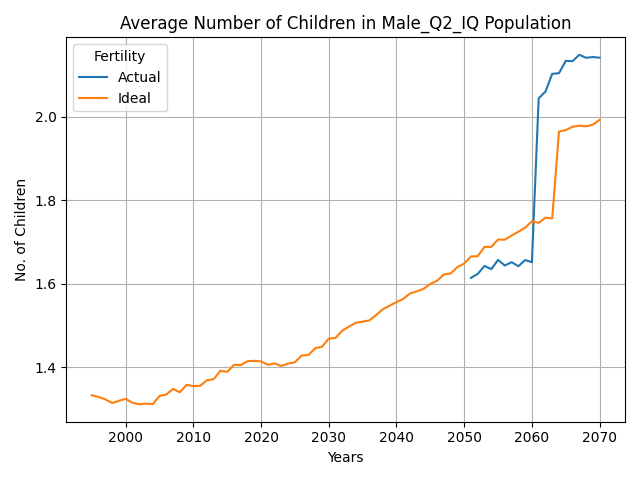 Average Number of Children in Male_Q2_IQ Population
Fertility
Actual
Ideal
No. of Children
2.0
1.8
1.6
1.4
2000 2010 2020 2030 2040 2050 2060 2070
Years